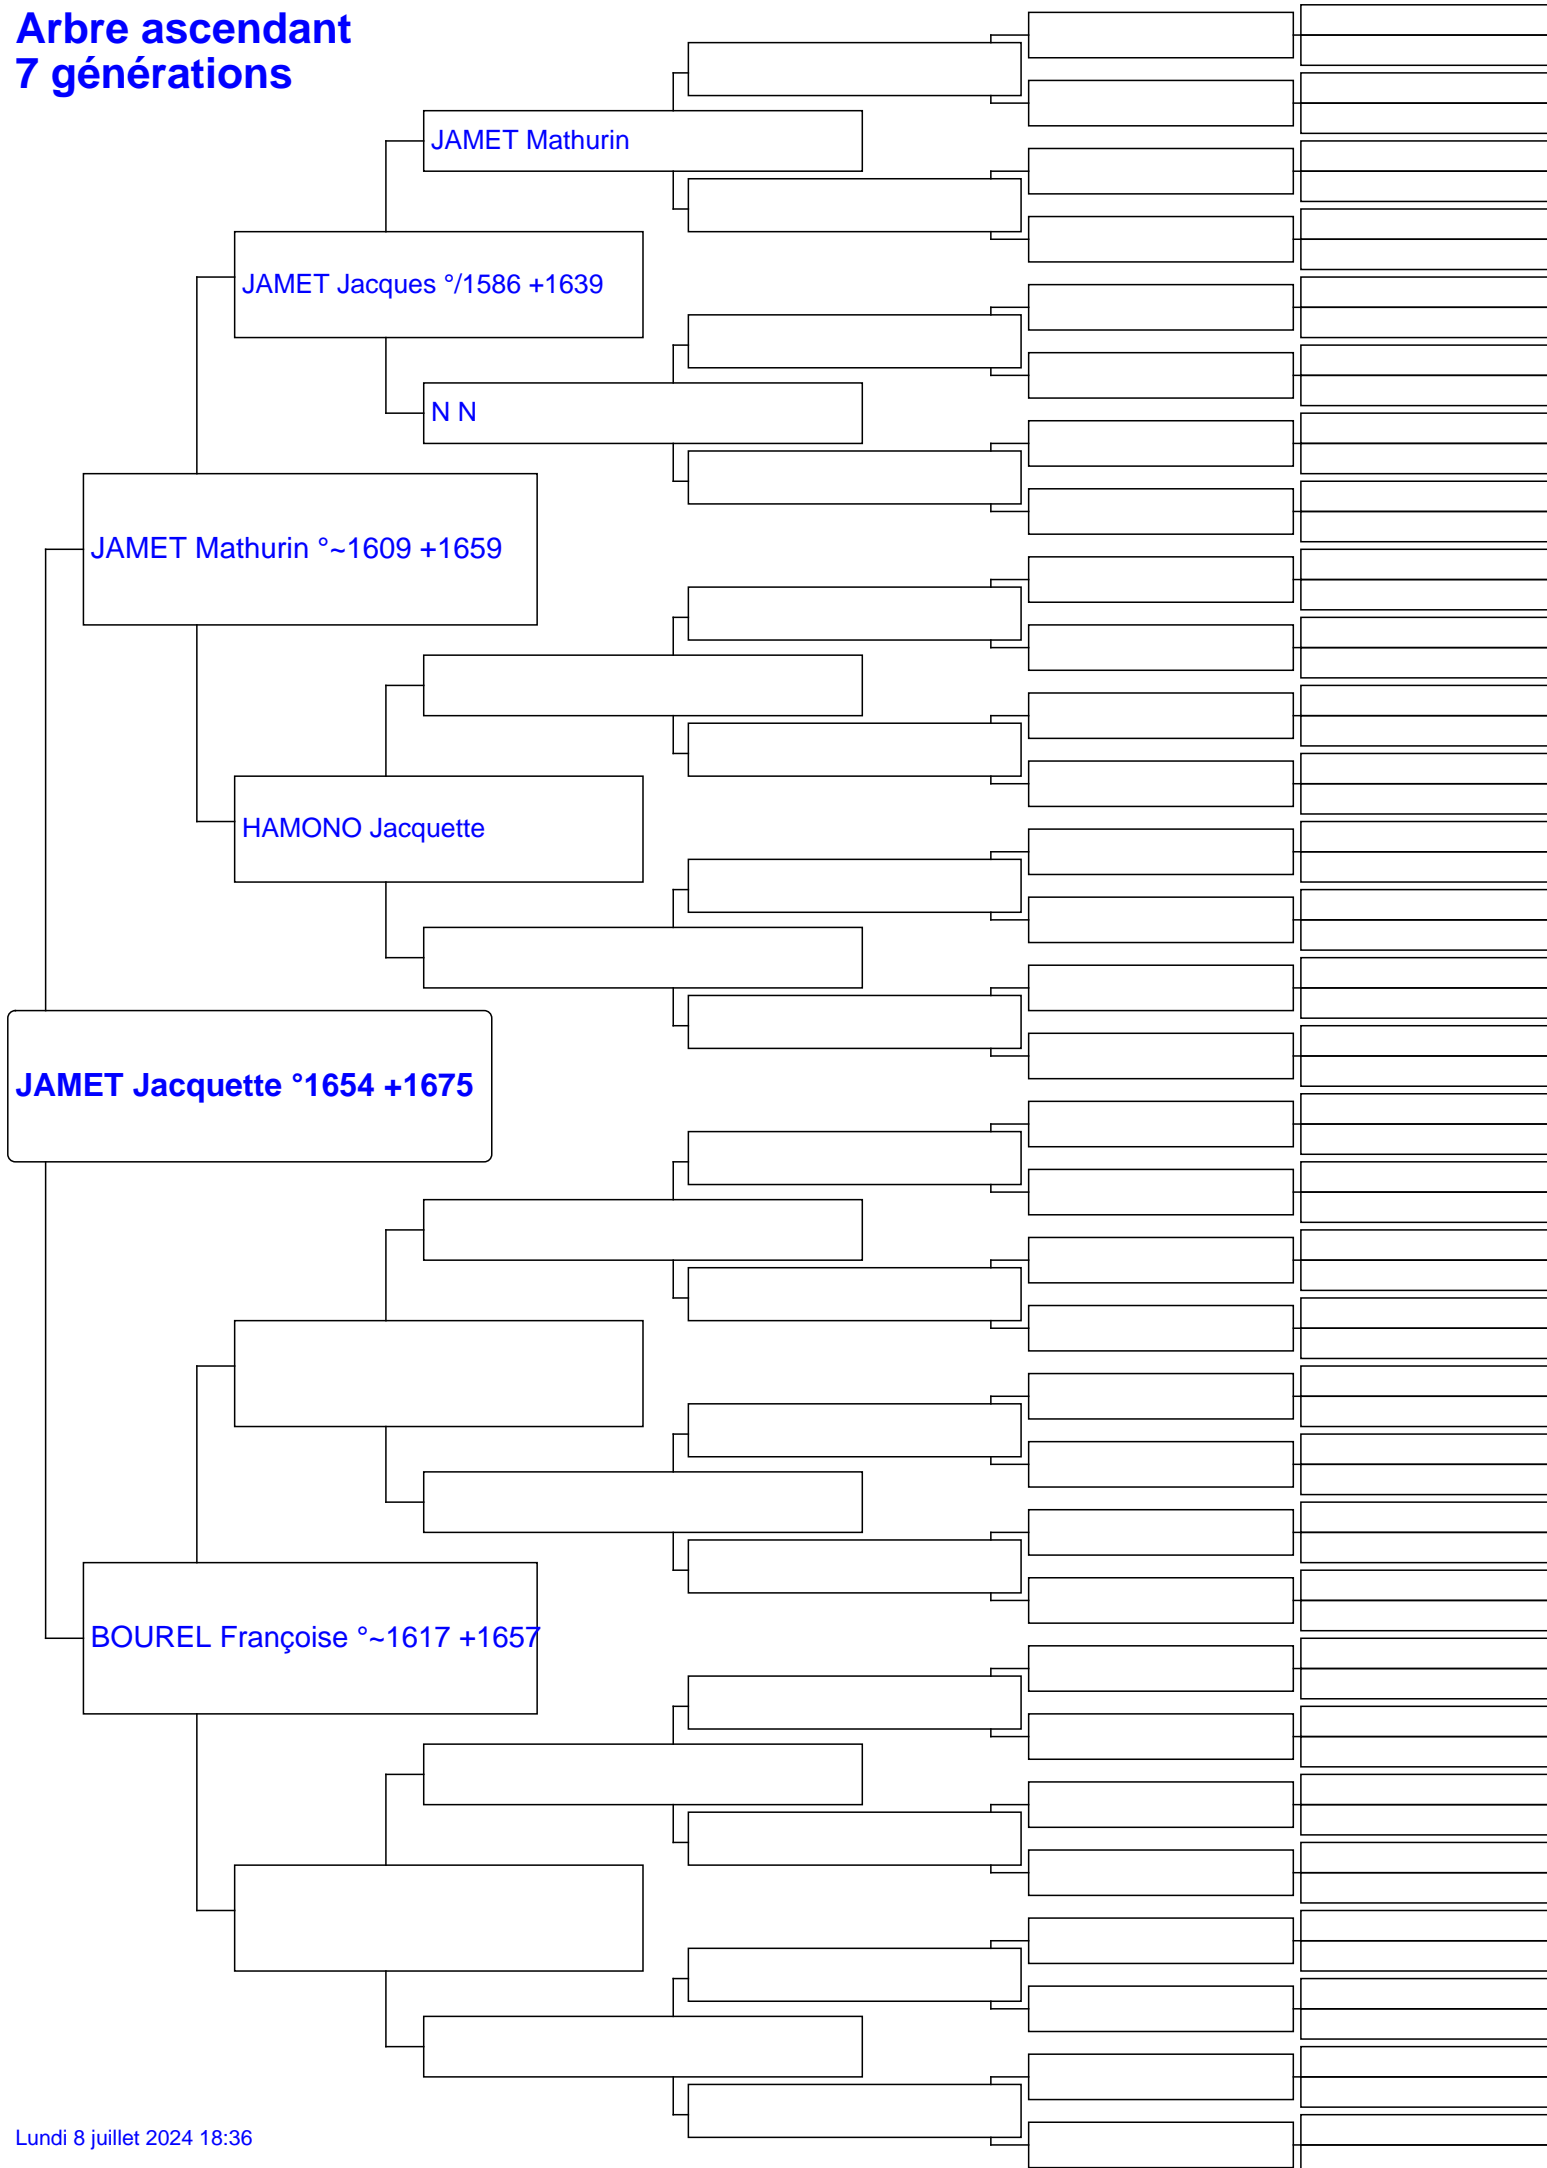 Arbre ascendant
7 générations
JAMET Mathurin
JAMET Jacques °/1586 +1639
N N
JAMET Mathurin °~1609 +1659
HAMONO Jacquette
JAMET Jacquette °1654 +1675
BOUREL Françoise °~1617 +1657
Lundi 8 juillet 2024 18:36